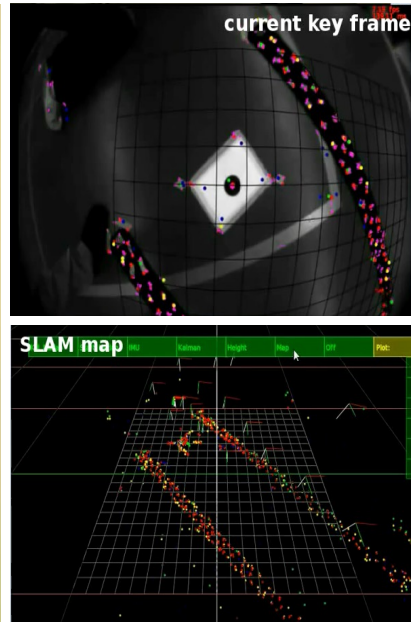 current key frame
SLAM map
IMU
Kalman
Height
Map
Off
Plot: